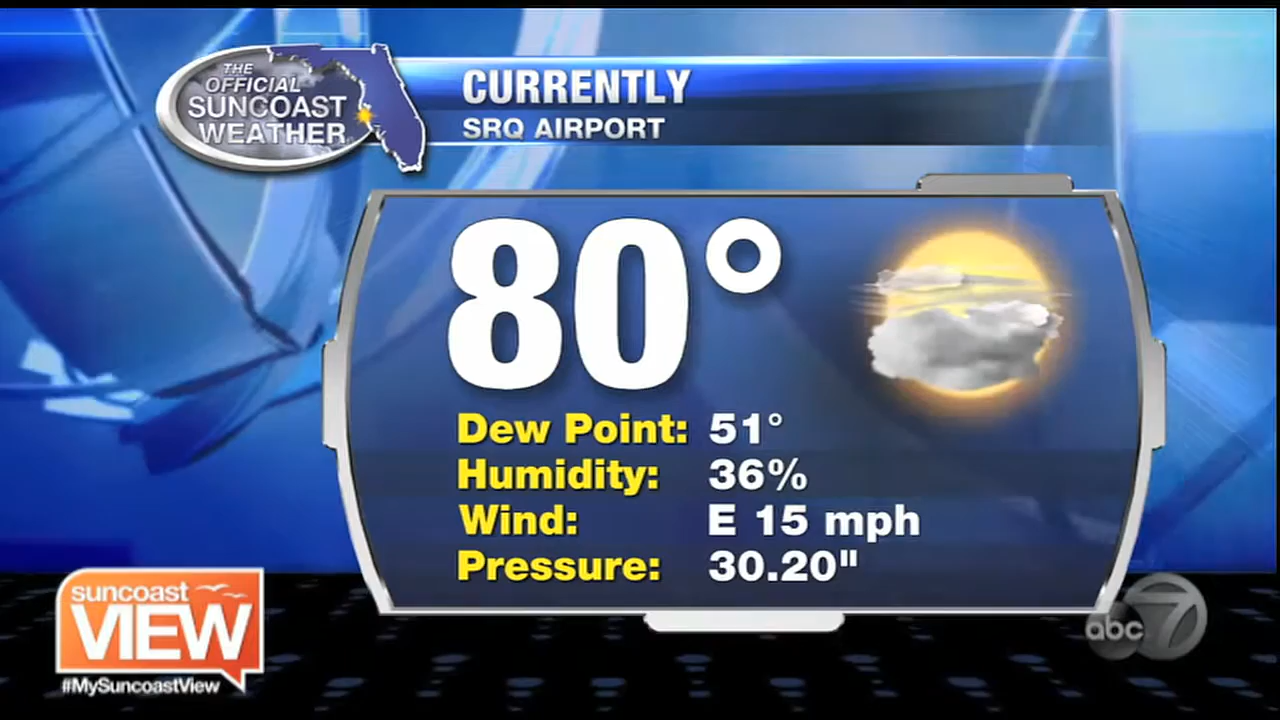 THE
OFFICIAL
SUNCOAST
WEATHER
CURRENTLY
SRQ AIRPORT
80°
Dew Point: 51°
Humidity: 36%
Wind: E 15 mph
Pressure: 30.20"
suncoast
VIEW
#MySuncoastView
abc 7